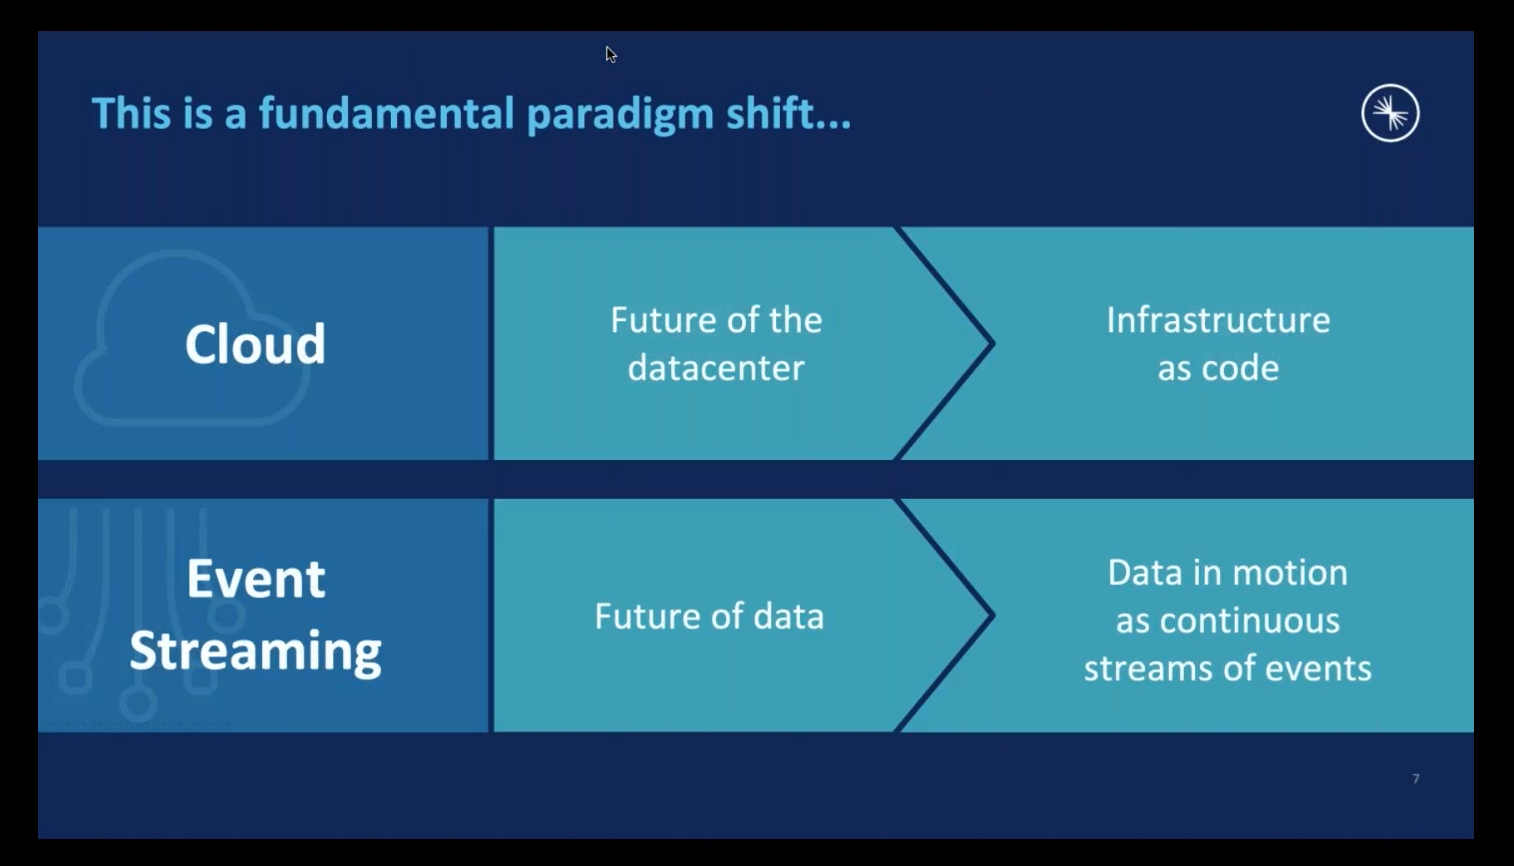 This is a fundamental paradigm shift...
Cloud
Future of the
datacenter
Infrastructure
as code
Event
Streaming
Future of data
Data in motion
as continuous
streams of events
7